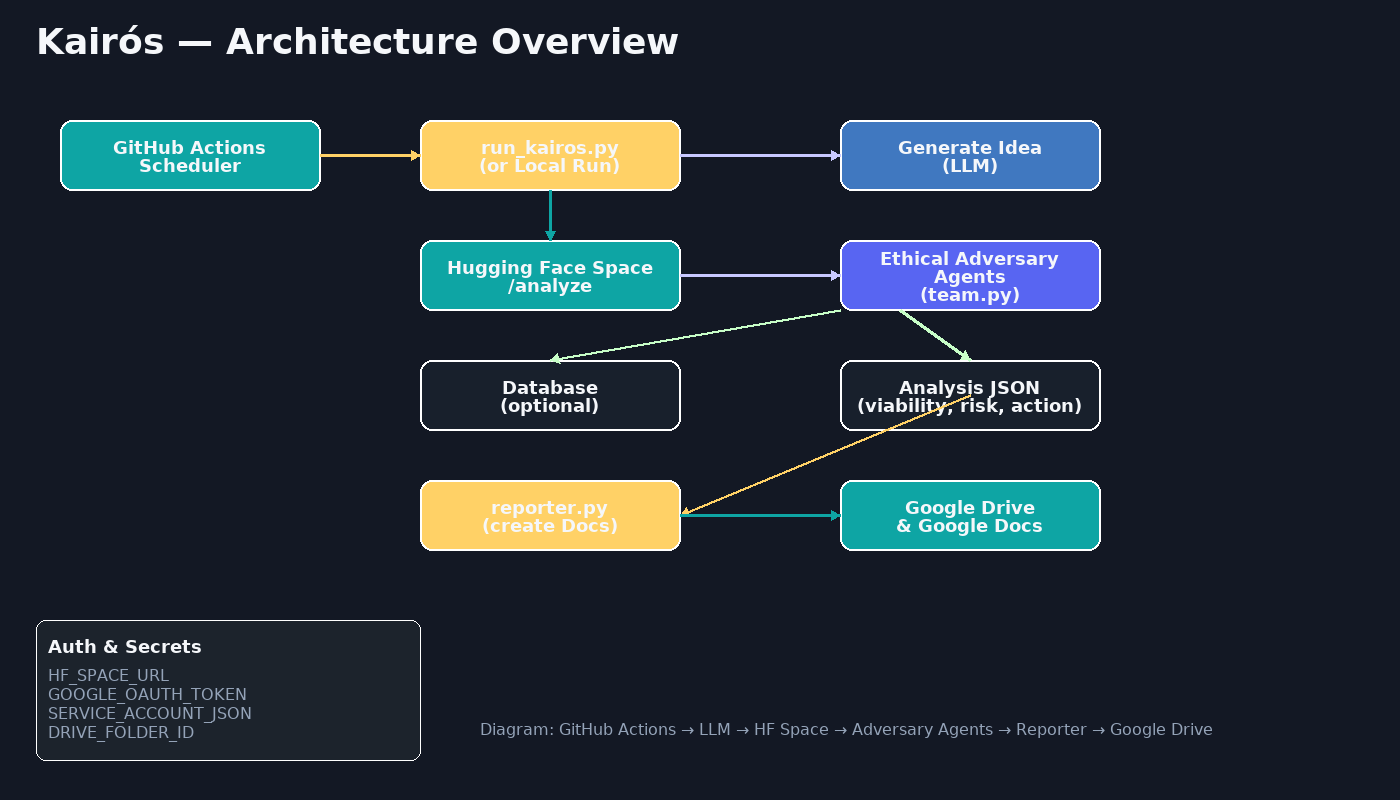 Kairós — Architecture Overview
GitHub Actions
Scheduler
run_kairos.py
(or Local Run)
Generate Idea
(LLM)
Hugging Face Space
/analyze
Ethical Adversary
Agents
(team.py)
Database
(optional)
Analysis JSON
(viability, risk, action)
reporter.py
(create Docs)
Google Drive
& Google Docs
Auth & Secrets
HF_SPACE_URL
GOOGLE_OAUTH_TOKEN
SERVICE_ACCOUNT_JSON
DRIVE_FOLDER_ID
Diagram: GitHub Actions → LLM → HF Space → Adversary Agents → Reporter → Google Drive